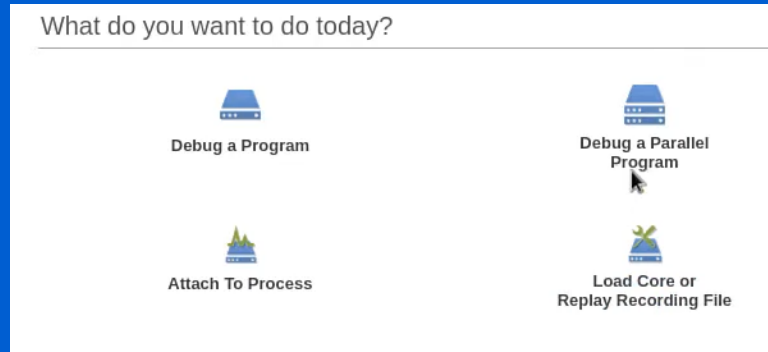 What do you want to do today?
Debug a Program
Debug a Parallel
Program
Attach To Process
Load Core or
Replay Recording File